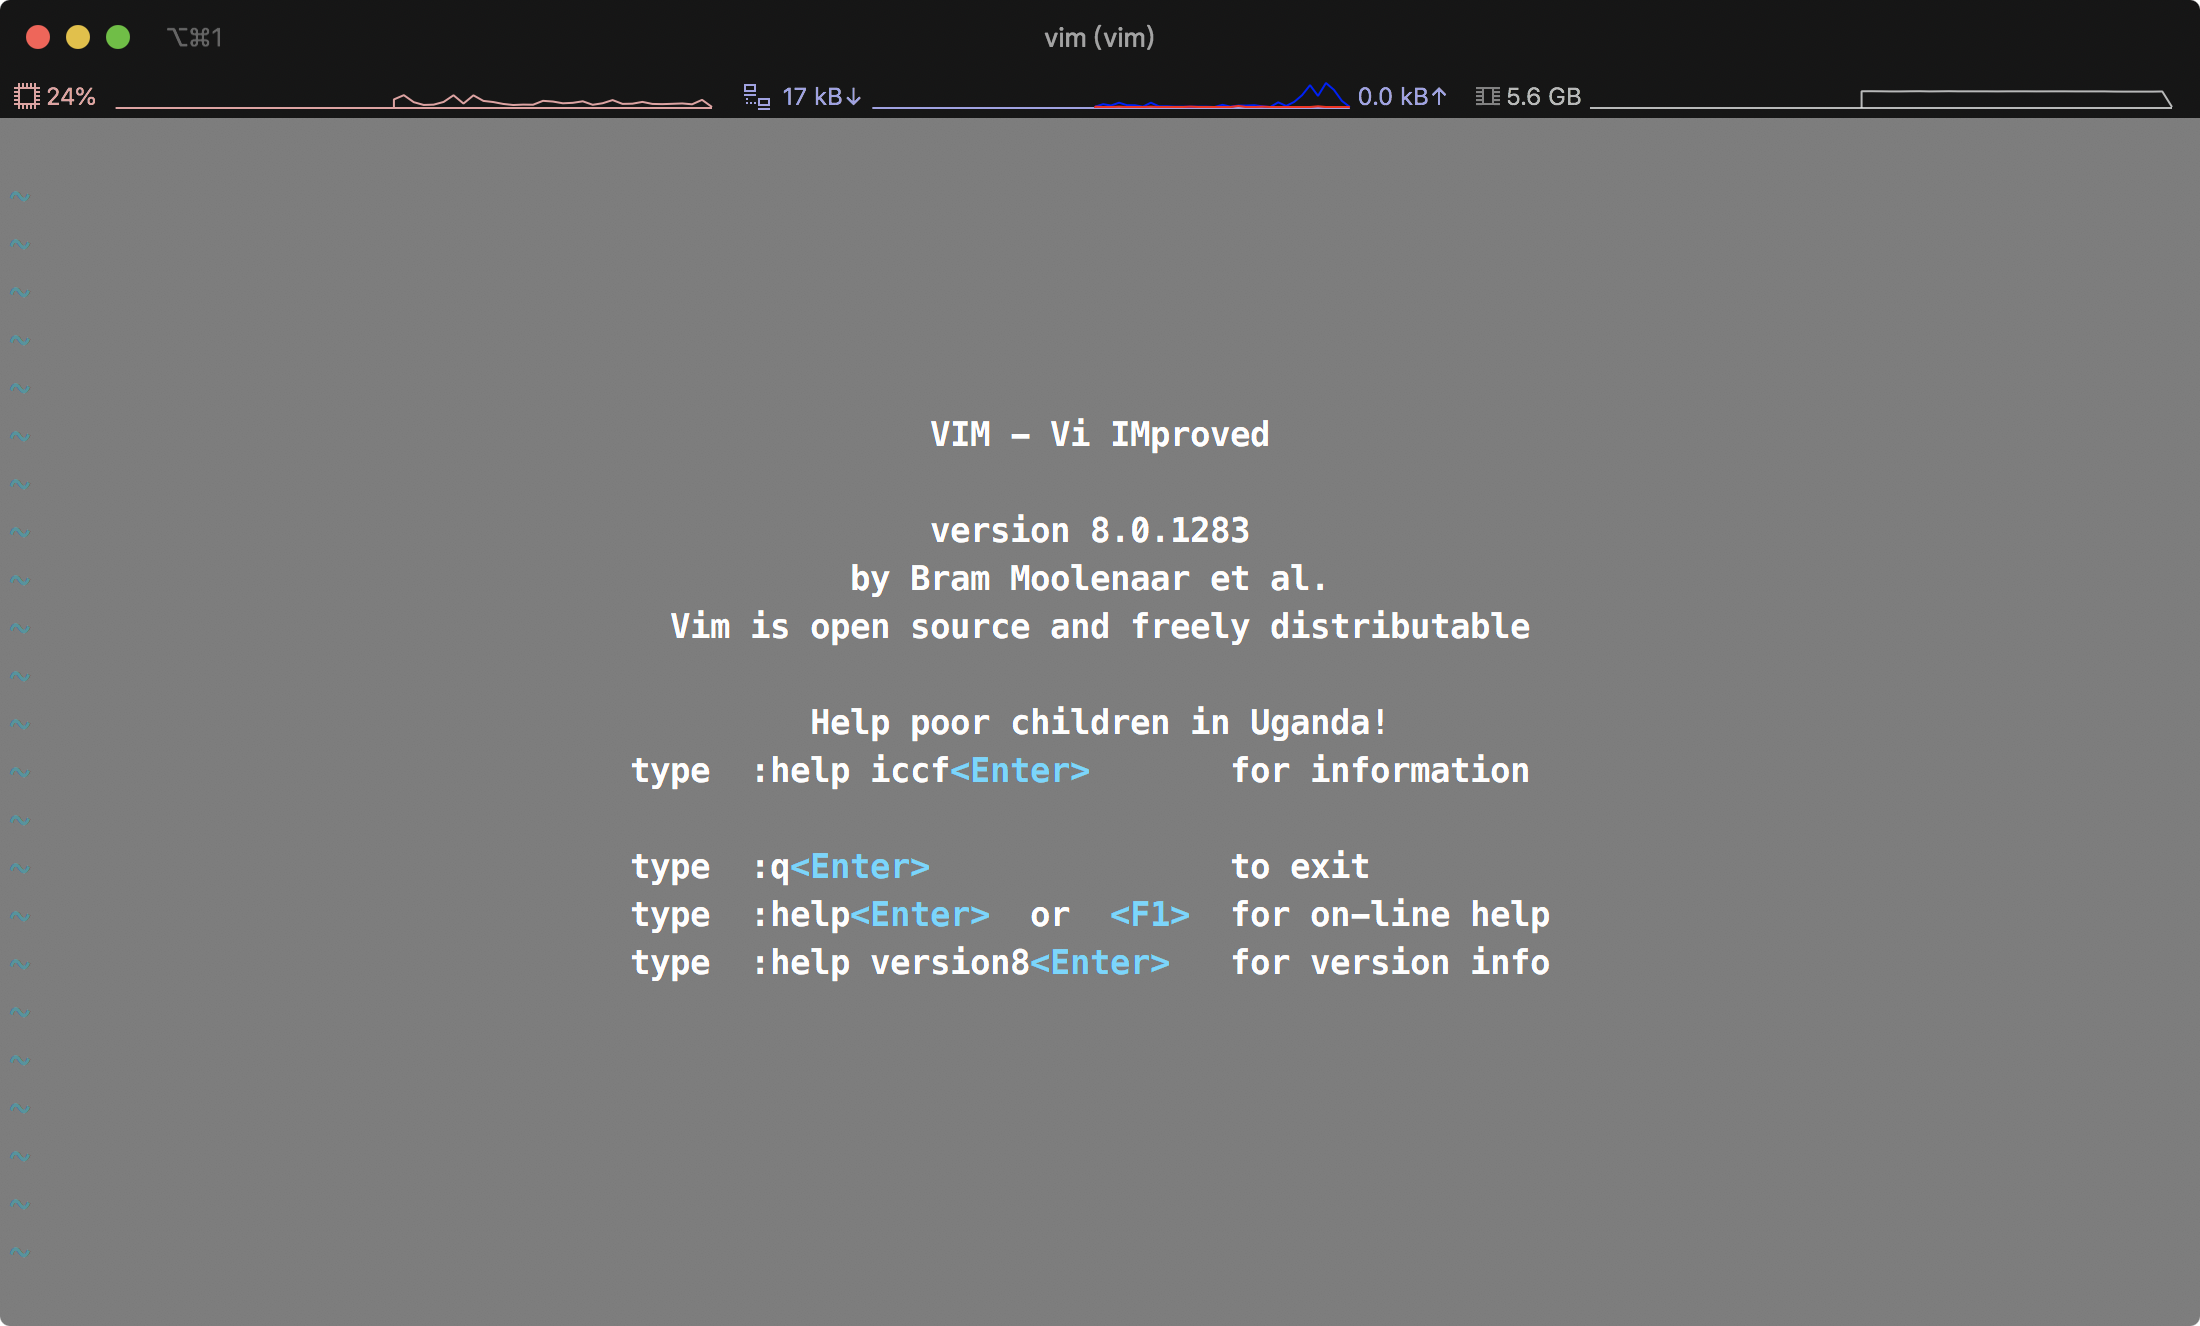 ⌥⌘1 vim (vim)
24% 17 kB↓ 0.0 kB↑ 5.6 GB
~
~
~
~
~
~ VIM - Vi IMproved
~
~ version 8.0.1283
~ by Bram Moolenaar et al.
~ Vim is open source and freely distributable
~
~ Help poor children in Uganda!
~ type :help iccf<Enter> for information
~
~ type :q<Enter> to exit
~ type :help<Enter> or <F1> for on-line help
~ type :help version8<Enter> for version info
~
~
~
~
~
~